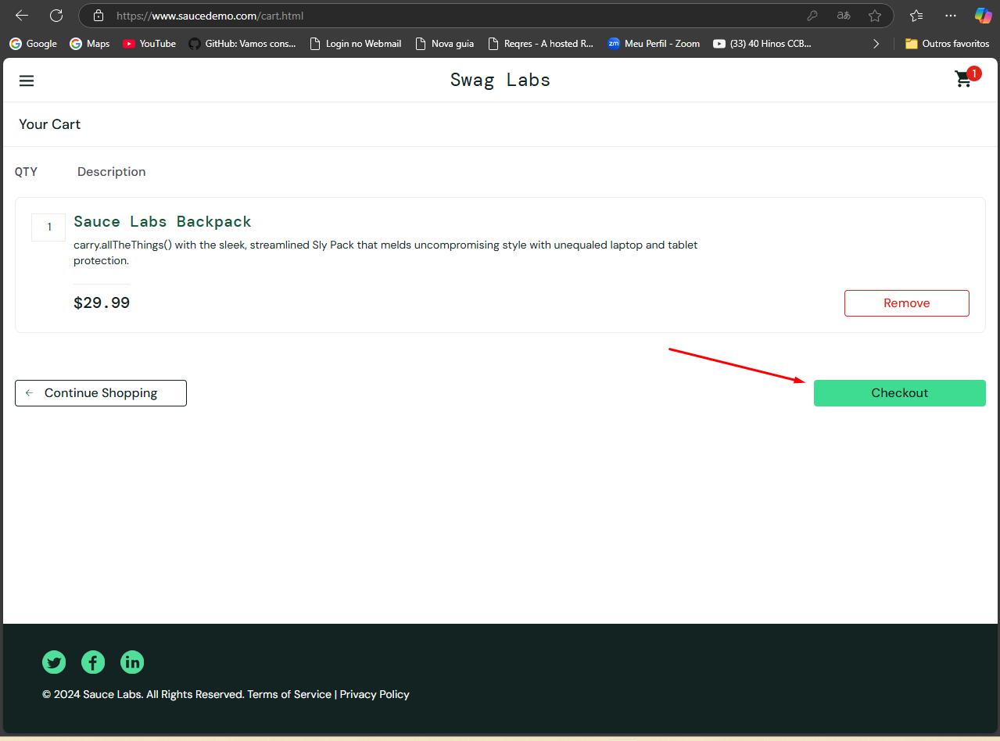 https://www.saucedemo.com/cart.html
aあ
Google Maps YouTube GitHub: Vamos cons... Login no Webmail Nova guia Reqres - A hosted R... zm Meu Perfil - Zoom (33) 40 Hinos CCB... Outros favoritos
Swag Labs 1
Your Cart
QTY Description
1 Sauce Labs Backpack
carry.allTheThings() with the sleek, streamlined Sly Pack that melds uncompromising style with unequaled laptop and tablet
protection.
$29.99 Remove
Continue Shopping Checkout
© 2024 Sauce Labs. All Rights Reserved. Terms of Service | Privacy Policy